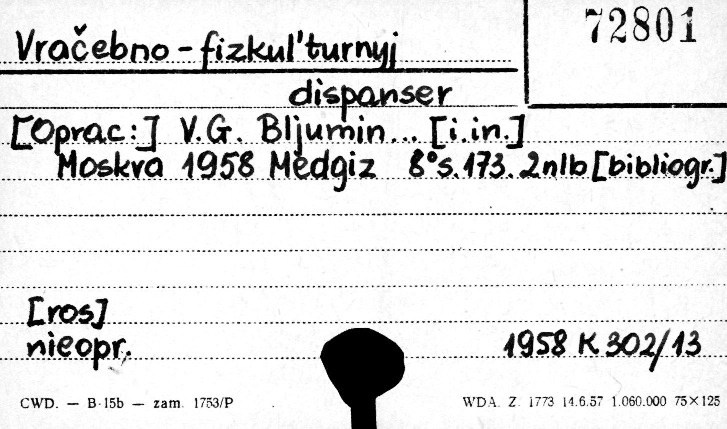 72801
Vračebno-fizkul'turnyj
dispanser
[Oprac:] V.G. Bljumin... [i.in.]
Moskva 1958 Medgiz 8°s.173.2nlb[bibliogr.]
[ros]
nieopr.
1958 K 302/13
CWD. — B-15b — zam. 1753/P
WDA. Z. 1773 14.6.57 1.060.000 75×125